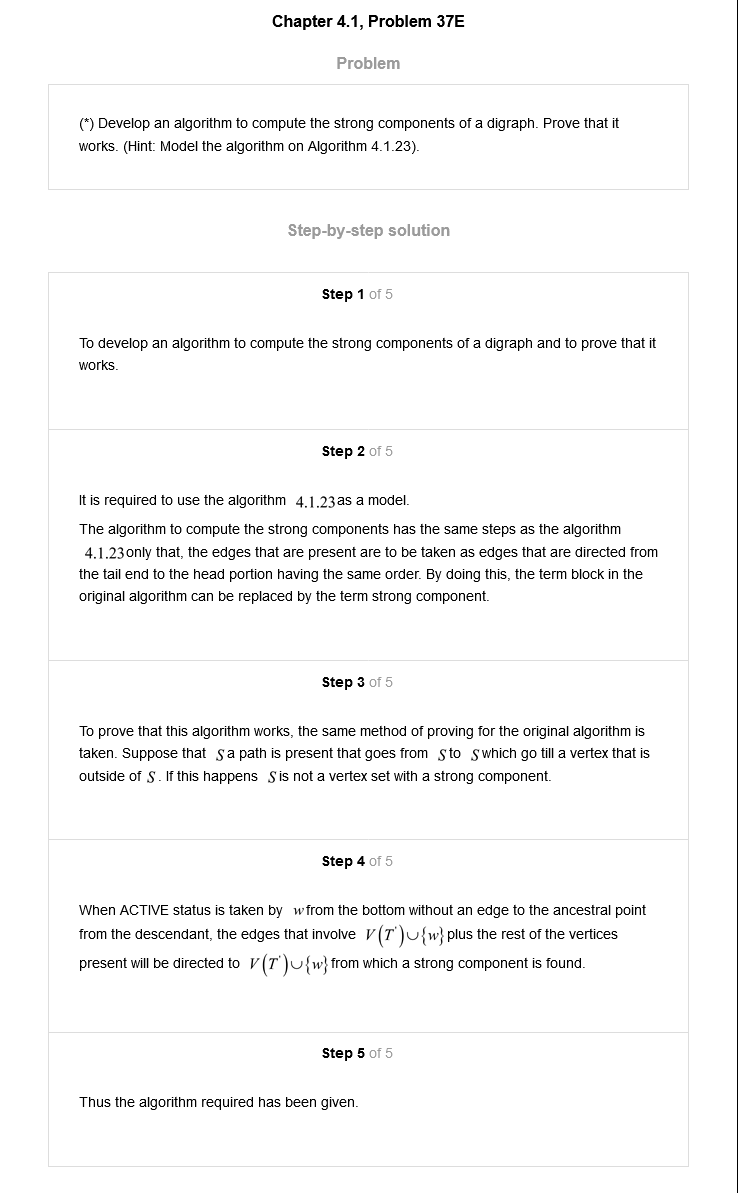 Chapter 4.1, Problem 37E
Problem
(*) Develop an algorithm to compute the strong components of a digraph. Prove that it
works. (Hint: Model the algorithm on Algorithm 4.1.23).
Step-by-step solution
Step 1 of 5
To develop an algorithm to compute the strong components of a digraph and to prove that it
works.
Step 2 of 5
It is required to use the algorithm 4.1.23 as a model.
The algorithm to compute the strong components has the same steps as the algorithm
4.1.23 only that, the edges that are present are to be taken as edges that are directed from
the tail end to the head portion having the same order. By doing this, the term block in the
original algorithm can be replaced by the term strong component.
Step 3 of 5
To prove that this algorithm works, the same method of proving for the original algorithm is
taken. Suppose that S a path is present that goes from S to S which go till a vertex that is
outside of S. If this happens S is not a vertex set with a strong component.
Step 4 of 5
When ACTIVE status is taken by w from the bottom without an edge to the ancestral point
from the descendant, the edges that involve V(T')∪{w} plus the rest of the vertices
present will be directed to V(T')∪{w} from which a strong component is found.
Step 5 of 5
Thus the algorithm required has been given.